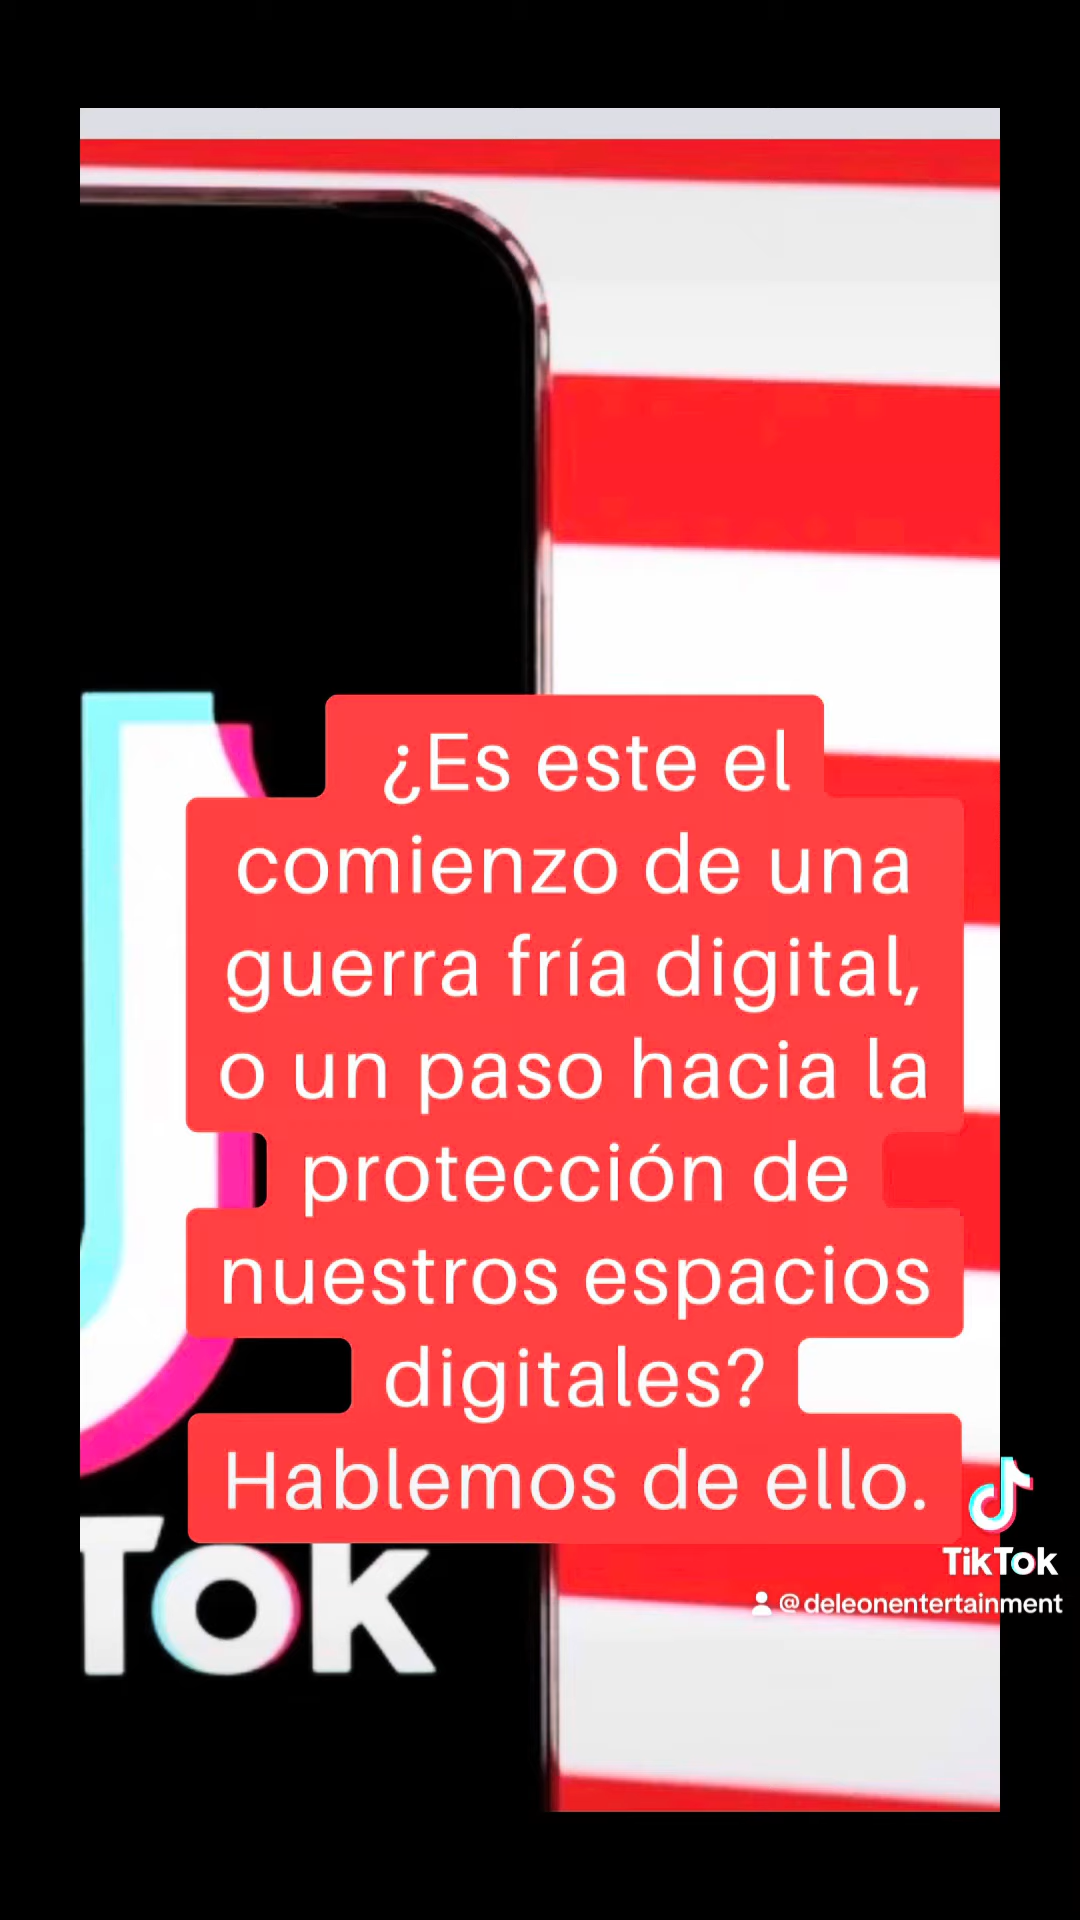 ¿Es este el
comienzo de una
guerra fría digital,
o un paso hacia la
protección de
nuestros espacios
digitales?
Hablemos de ello.
TikTok
@deleonentertainment
Tok